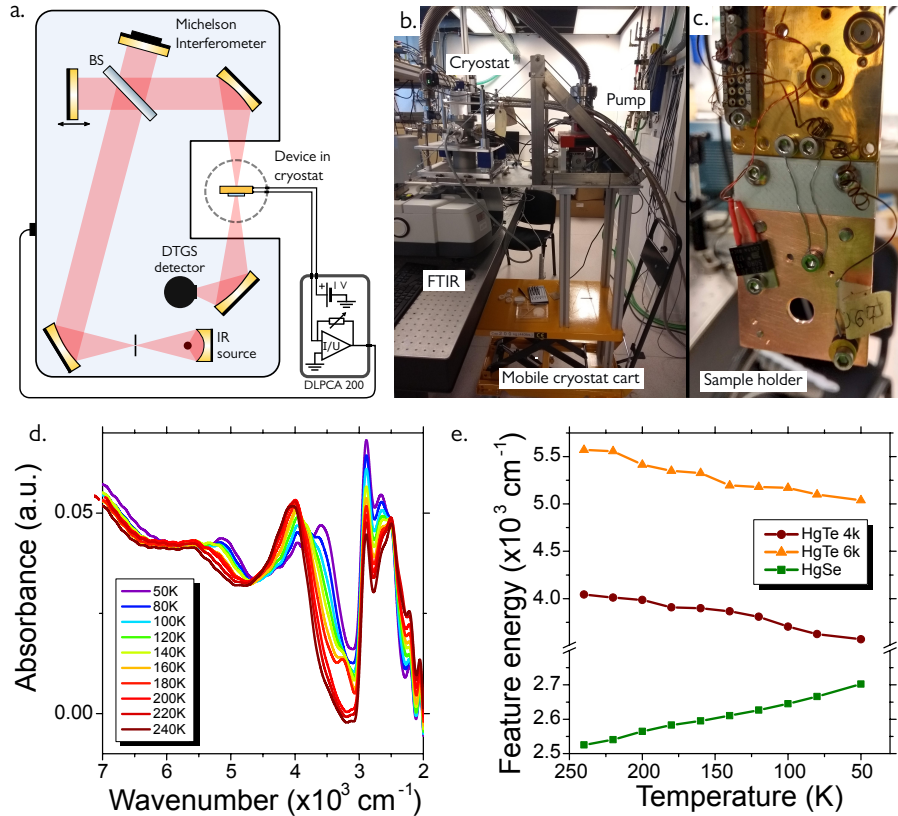 a.
Michelson
Interferometer
BS
Device in
cryostat
DTGS
detector
IR
source
+ 1 V
I/U
DLPCA 200
b.
Cryostat
Pump
FTIR
Mobile cryostat cart
c.
Sample holder
d.
Absorbance (a.u.)
0.05
0.00
50K
80K
100K
120K
140K
160K
180K
200K
220K
240K
7 6 5 4 3 2
Wavenumber (x10³ cm⁻¹)
e.
Feature energy (x10³ cm⁻¹)
5.5
5.0
4.0
2.7
2.6
2.5
HgTe 4k
HgTe 6k
HgSe
250 200 150 100 50
Temperature (K)